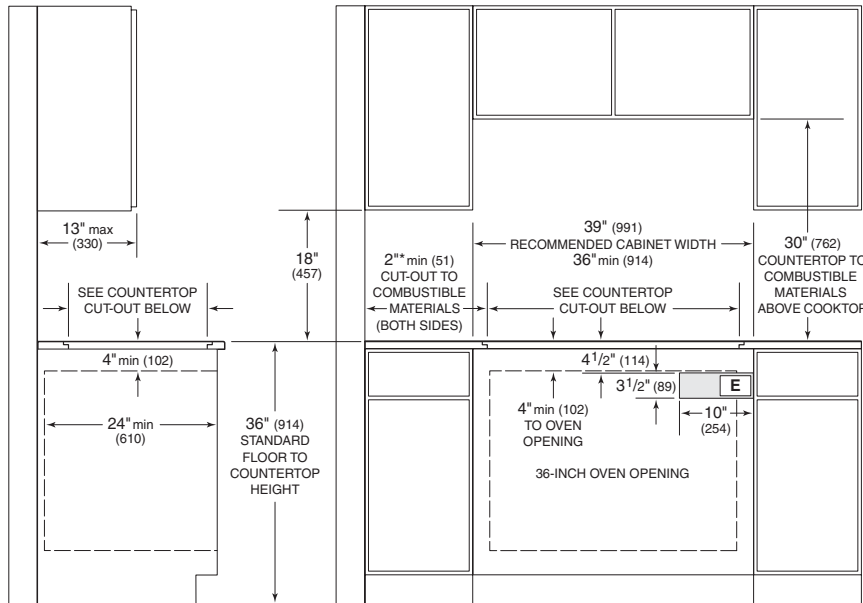 13" max
(330)
SEE COUNTERTOP
CUT-OUT BELOW
4" min (102)
24" min
(610)
36" (914)
STANDARD
FLOOR TO
COUNTERTOP
HEIGHT
18"
(457)
2"* min (51)
CUT-OUT TO
COMBUSTIBLE
MATERIALS
(BOTH SIDES)
39" (991)
RECOMMENDED CABINET WIDTH
36" min (914)
SEE COUNTERTOP
CUT-OUT BELOW
30" (762)
COUNTERTOP TO
COMBUSTIBLE
MATERIALS
ABOVE COOKTOP
4 1/2" (114)
3 1/2" (89)
E
4" min (102)
TO OVEN
OPENING
10"
(254)
36-INCH OVEN OPENING